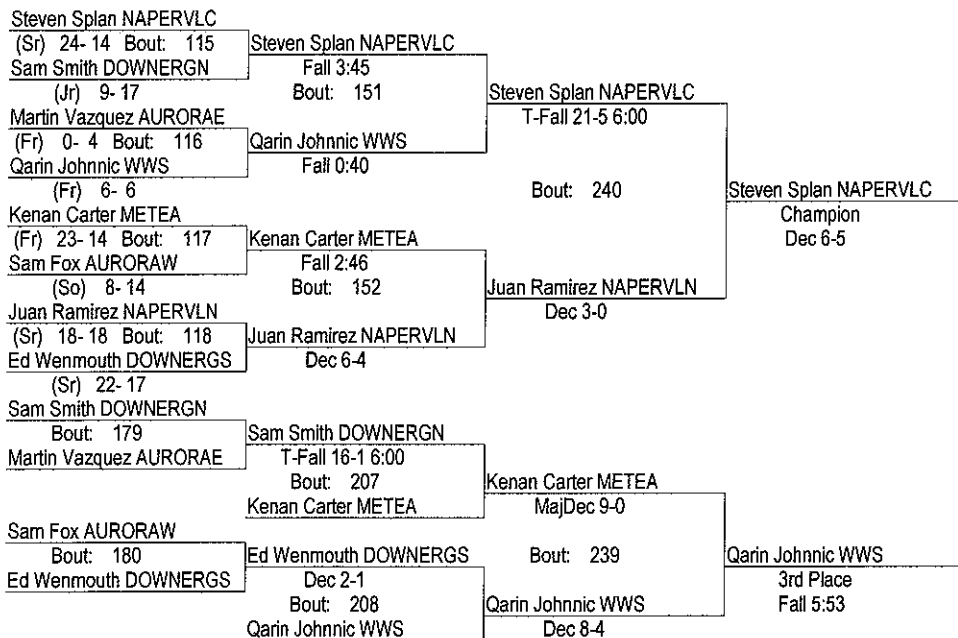 Steven Splan NAPERVLC
(Sr) 24- 14 Bout: 115
Steven Splan NAPERVLC
Sam Smith DOWNERGN
Fall 3:45
(Jr) 9- 17
Bout: 151
Steven Splan NAPERVLC
Martin Vazquez AURORAE
T-Fall 21-5 6:00
(Fr) 0- 4 Bout: 116
Qarin Johnnic WWS
Qarin Johnnic WWS
Fall 0:40
(Fr) 6- 6
Bout: 240
Steven Splan NAPERVLC
Kenan Carter METEA
Champion
(Fr) 23- 14 Bout: 117
Kenan Carter METEA
Dec 6-5
Sam Fox AURORAW
Fall 2:46
(So) 8- 14
Bout: 152
Juan Ramirez NAPERVLN
Juan Ramirez NAPERVLN
Dec 3-0
(Sr) 18- 18 Bout: 118
Juan Ramirez NAPERVLN
Ed Wenmouth DOWNERGS
Dec 6-4
(Sr) 22- 17
Sam Smith DOWNERGN
Bout: 179
Sam Smith DOWNERGN
Martin Vazquez AURORAE
T-Fall 16-1 6:00
Bout: 207
Kenan Carter METEA
Kenan Carter METEA
MajDec 9-0
Sam Fox AURORAW
Bout: 180
Ed Wenmouth DOWNERGS
Bout: 239
Qarin Johnnic WWS
Ed Wenmouth DOWNERGS
Dec 2-1
3rd Place
Bout: 208
Qarin Johnnic WWS
Fall 5:53
Qarin Johnnic WWS
Dec 8-4